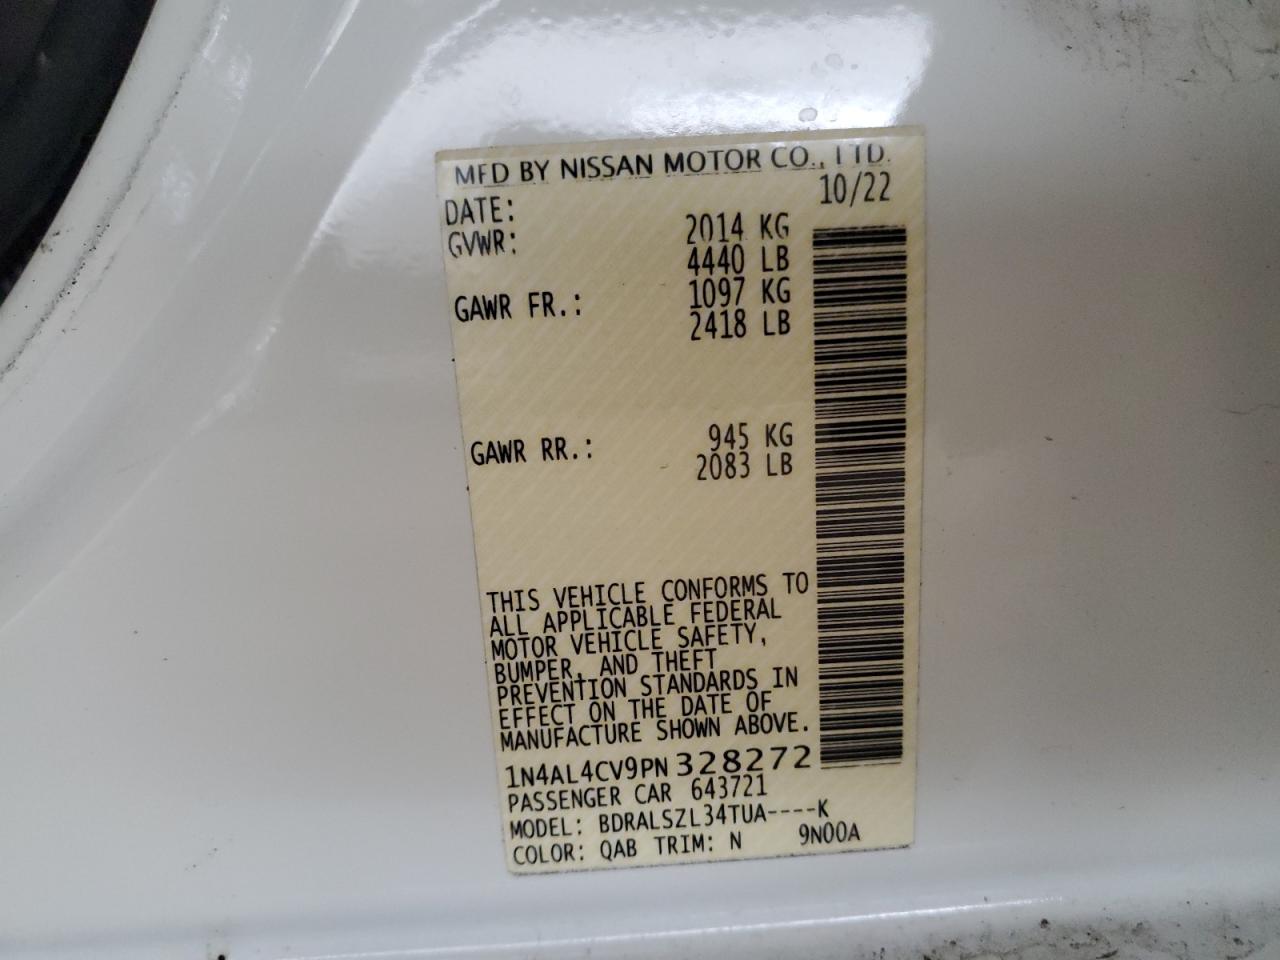 MFD BY NISSAN MOTOR CO., LTD.
DATE: 10/22
GVWR: 2014 KG
4440 LB
GAWR FR.: 1097 KG
2418 LB
GAWR RR.: 945 KG
2083 LB
THIS VEHICLE CONFORMS TO
ALL APPLICABLE FEDERAL
MOTOR VEHICLE SAFETY,
BUMPER, AND THEFT
PREVENTION STANDARDS IN
EFFECT ON THE DATE OF
MANUFACTURE SHOWN ABOVE.
1N4AL4CV9PN328272
PASSENGER CAR 643721
MODEL: BDRALSZL34TUA----K
COLOR: QAB TRIM: N 9N00A